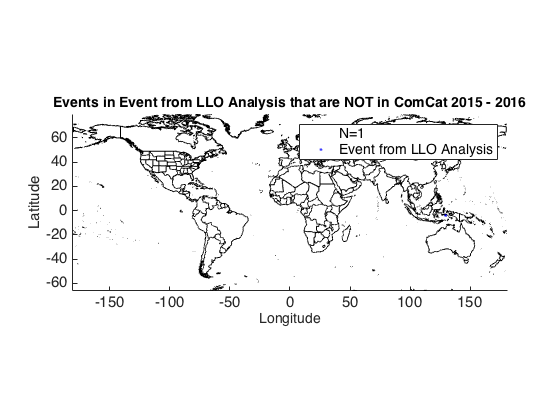 Events in Event from LLO Analysis that are NOT in ComCat 2015 - 2016
N=1
Event from LLO Analysis
Latitude
60
40
20
0
-20
-40
-60
-150
-100
-50
0
50
100
150
Longitude